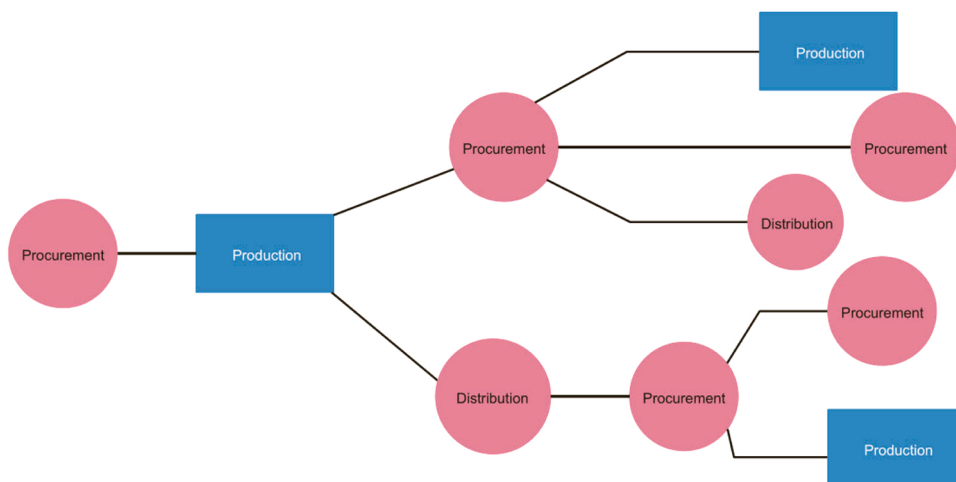 Production
Procurement
Procurement
Distribution
Procurement
Production
Procurement
Distribution
Procurement
Production